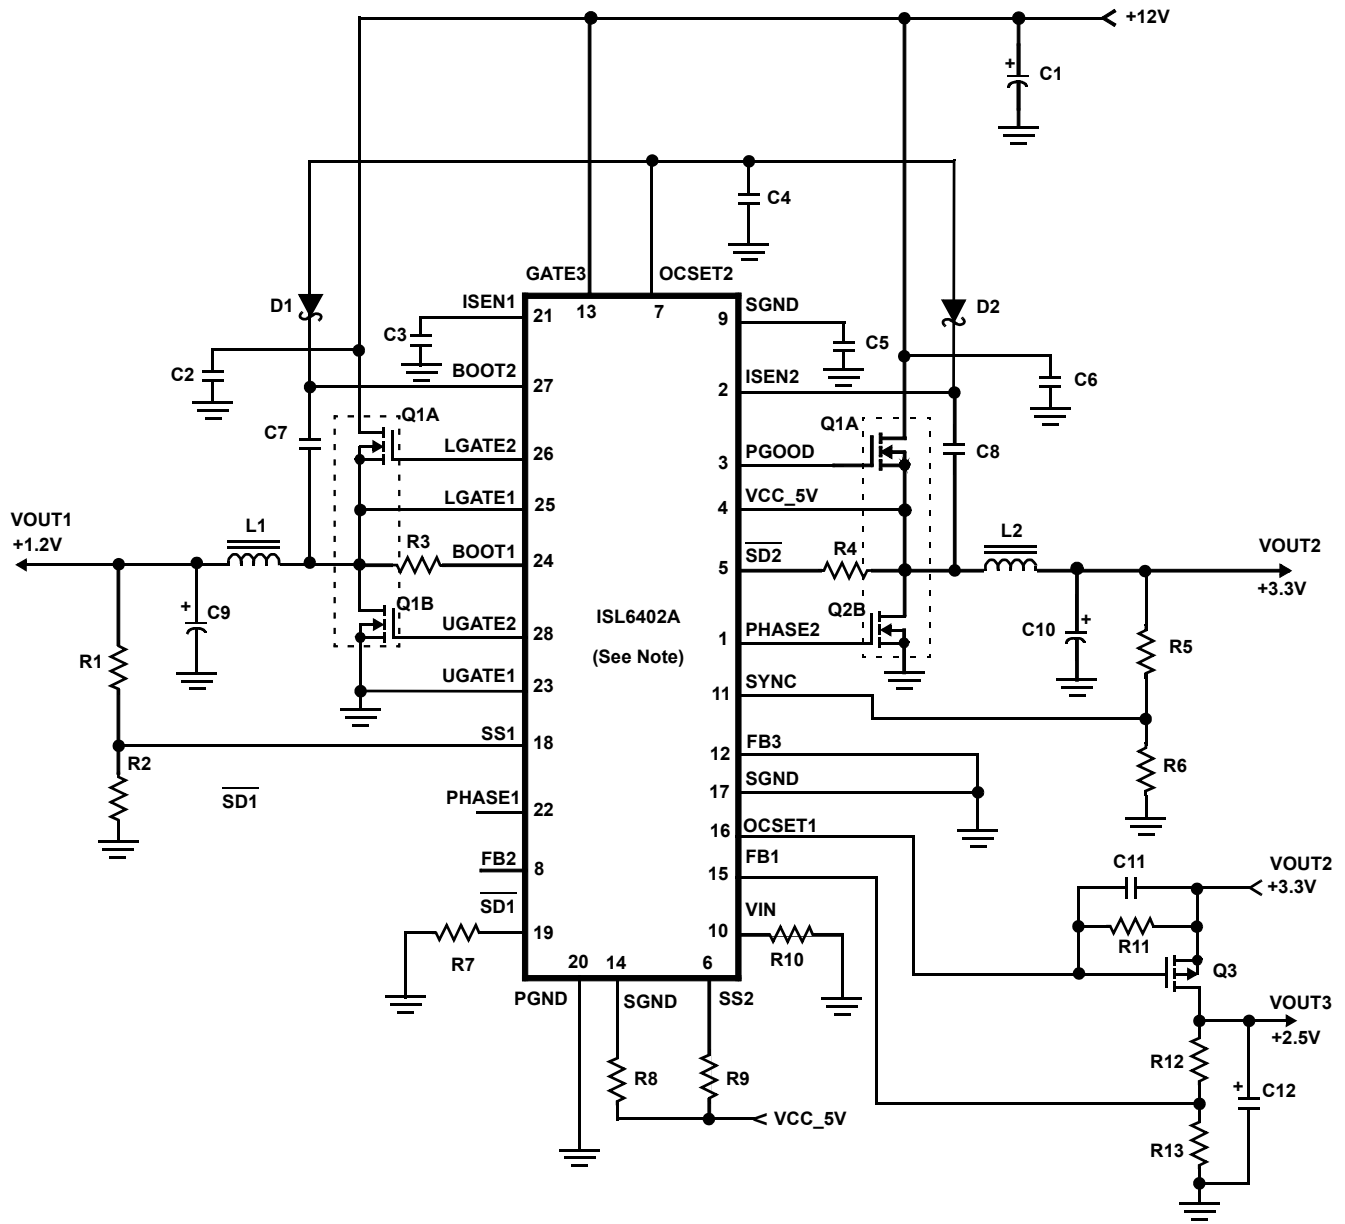 +12V
+
C1
C4
GATE3
OCSET2
13
7
D1
ISEN1
21
9
SGND
D2
C3
C5
C2
BOOT2
27
2
ISEN2
C6
C7
Q1A
LGATE2
26
3
PGOOD
Q1A
C8
LGATE1
25
4
VCC_5V
VOUT1
+1.2V
L1
R3
BOOT1
24
5
SD2
R4
L2
VOUT2
+3.3V
+
C9
Q1B
UGATE2
28
ISL6402A
(See Note)
1
PHASE2
Q2B
C10
+
R1
R5
UGATE1
23
11
SYNC
SS1
18
12
FB3
R2
R6
SD1
17
SGND
PHASE1
22
16
OCSET1
FB2
8
15
FB1
C11
VOUT2
+3.3V
SD1
19
10
VIN
R7
R10
R11
Q3
20
14
6
PGND
SGND
SS2
VOUT3
+2.5V
R8
R9
R12
+
C12
VCC_5V
R13